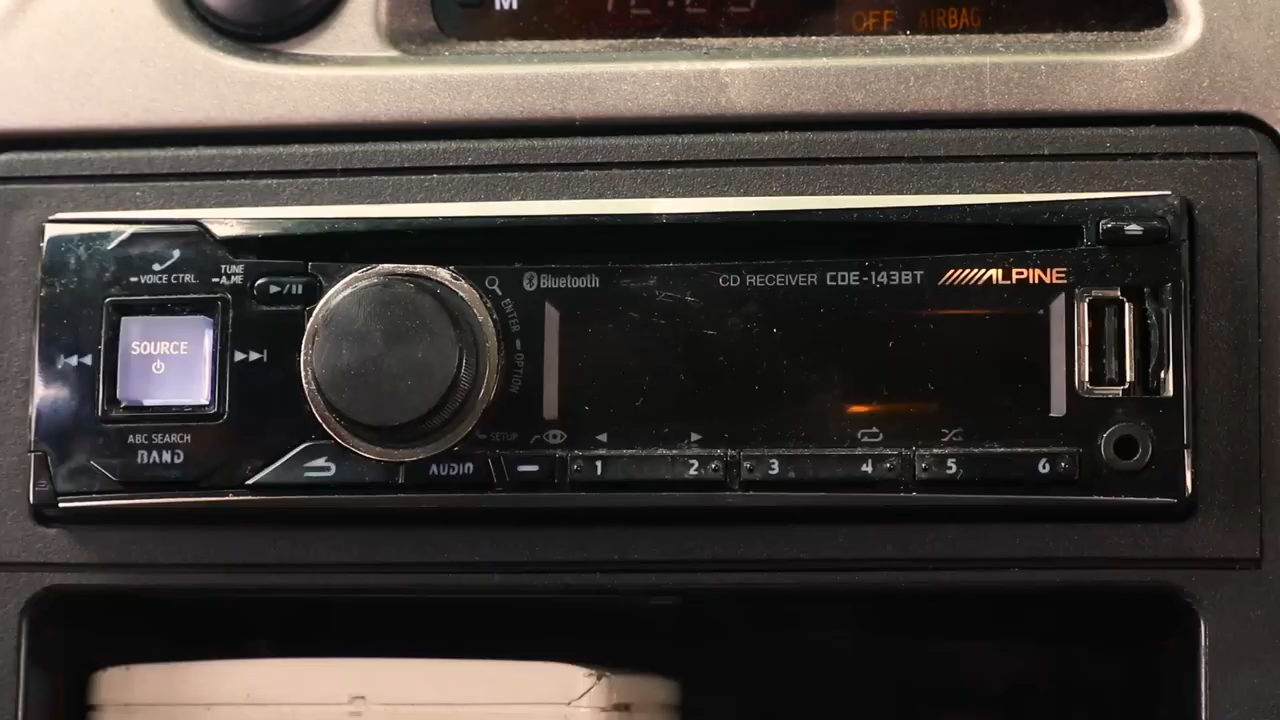 M
OFF AIRBAG
VOICE CTRL.
TUNE
A.ME
Bluetooth
CD RECEIVER CDE-143BT
ALPINE
ENTER
OPTION
SOURCE
ABC SEARCH
BAND
SETUP
AUDIO
1 2 3 4 5 6